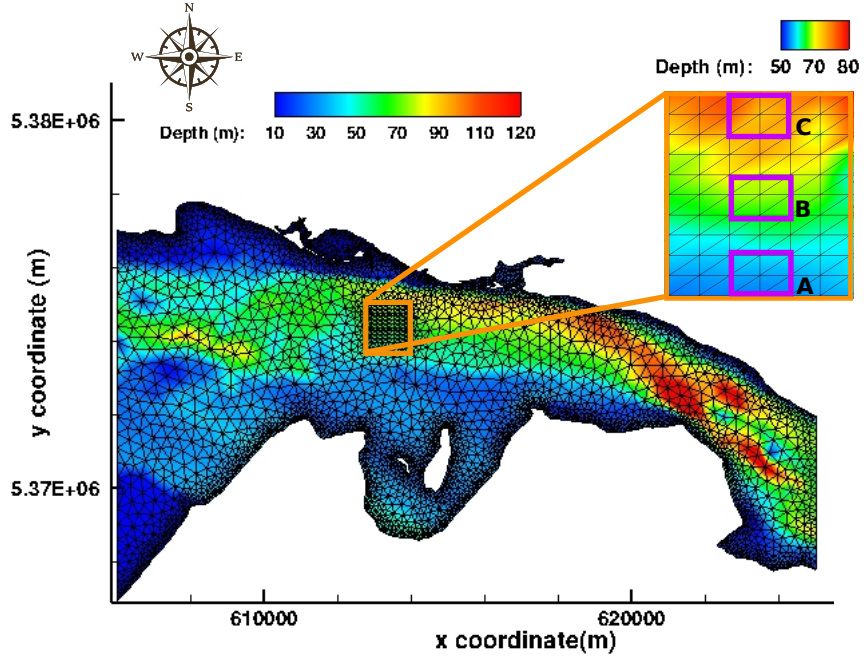 N
W E
S
Depth (m): 50 70 80
Depth (m): 10 30 50 70 90 110 120
5.38E+06
C
B
A
y coordinate (m)
5.37E+06
610000 620000
x coordinate(m)